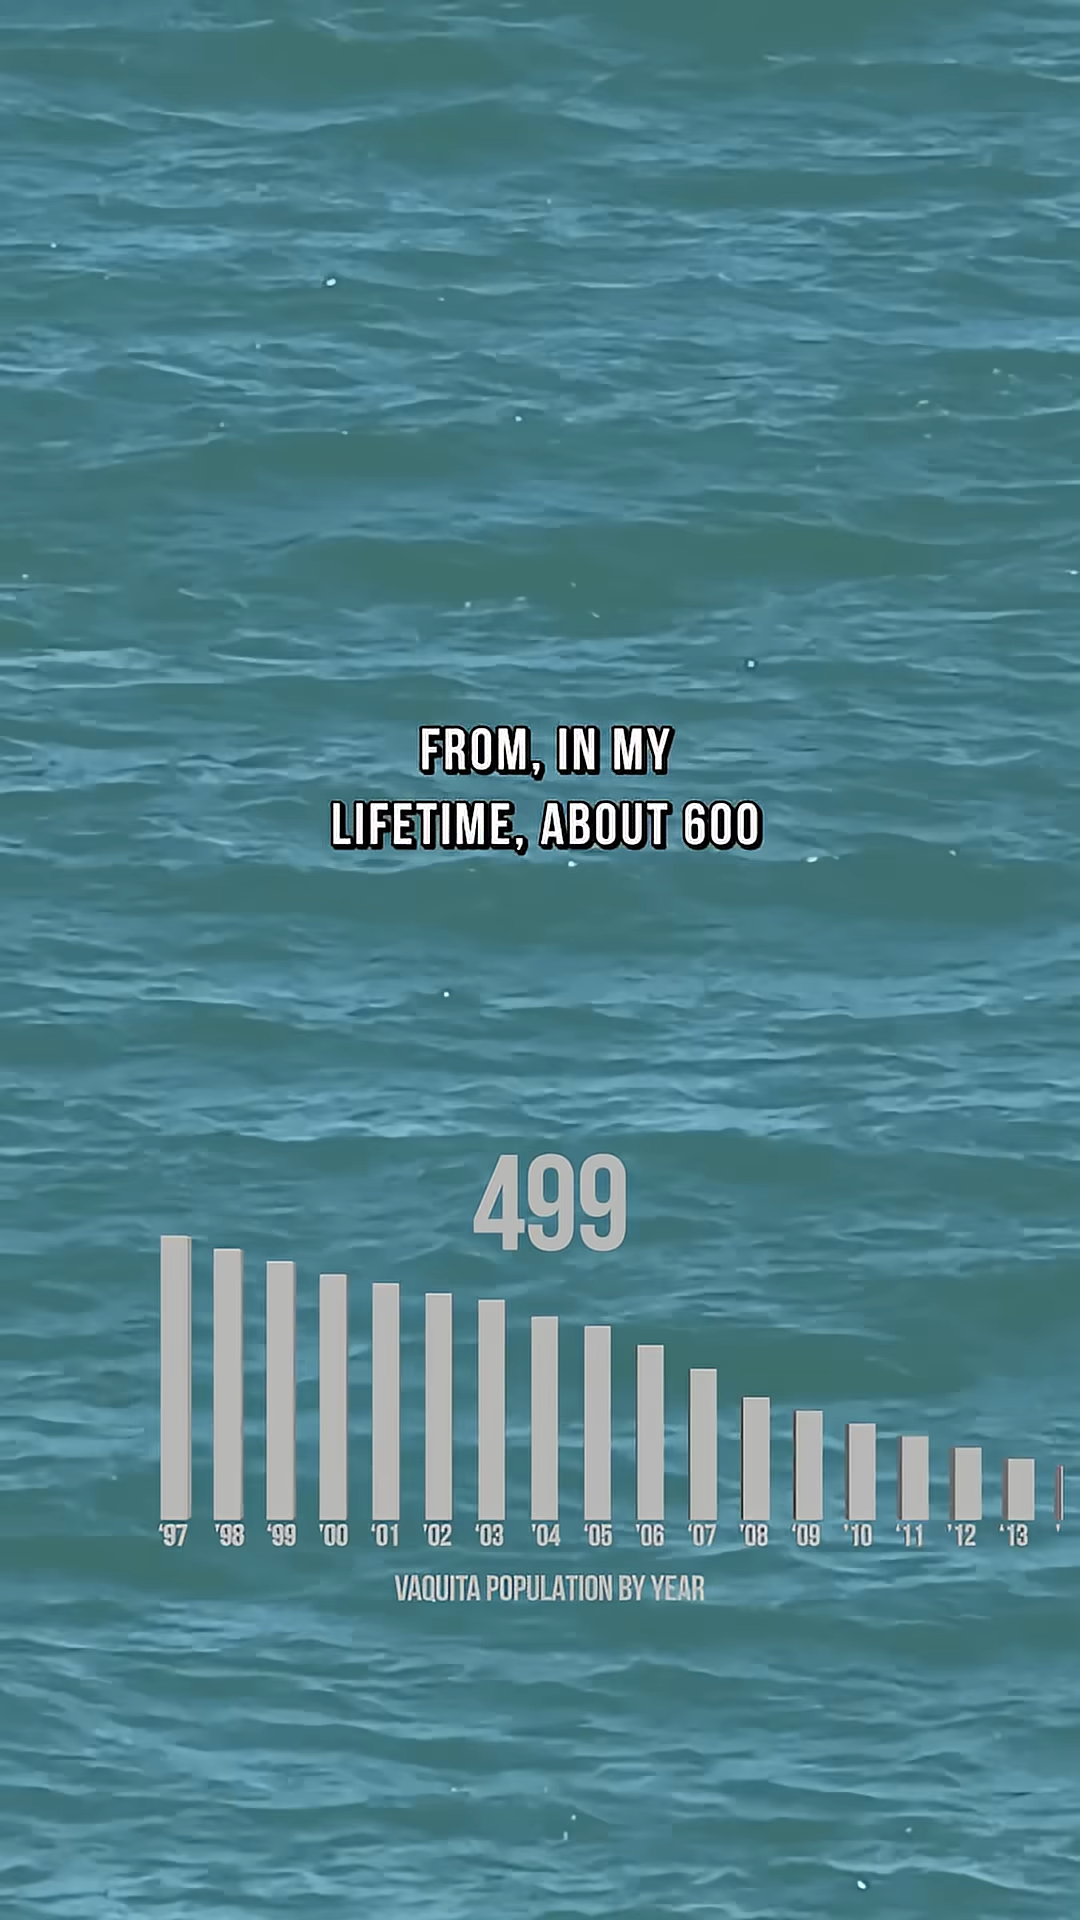 FROM, IN MY
LIFETIME, ABOUT 600
499
'97 '98 '99 '00 '01 '02 '03 '04 '05 '06 '07 '08 '09 '10 '11 '12 '13 '
VAQUITA POPULATION BY YEAR